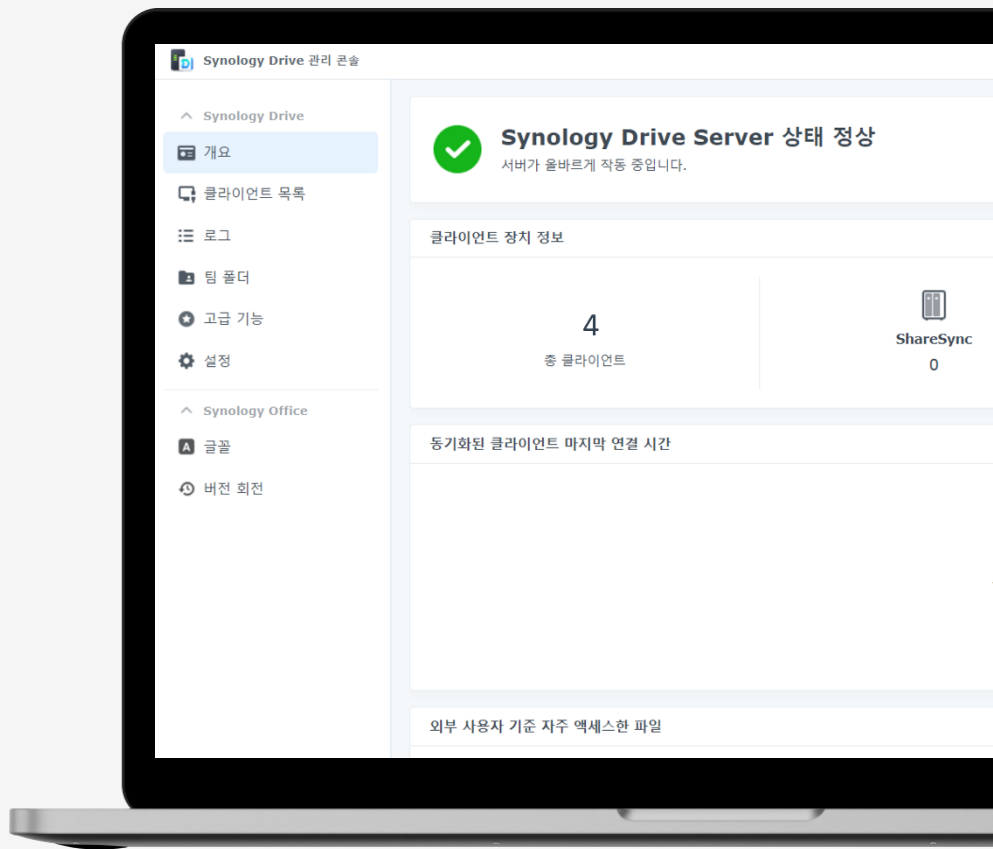 Synology Drive 관리 콘솔
Synology Drive
개요
클라이언트 목록
로그
팀 폴더
고급 기능
설정
Synology Office
글꼴
버전 회전
Synology Drive Server 상태 정상
서버가 올바르게 작동 중입니다.
클라이언트 장치 정보
4
총 클라이언트
ShareSync
0
동기화된 클라이언트 마지막 연결 시간
외부 사용자 기준 자주 액세스한 파일